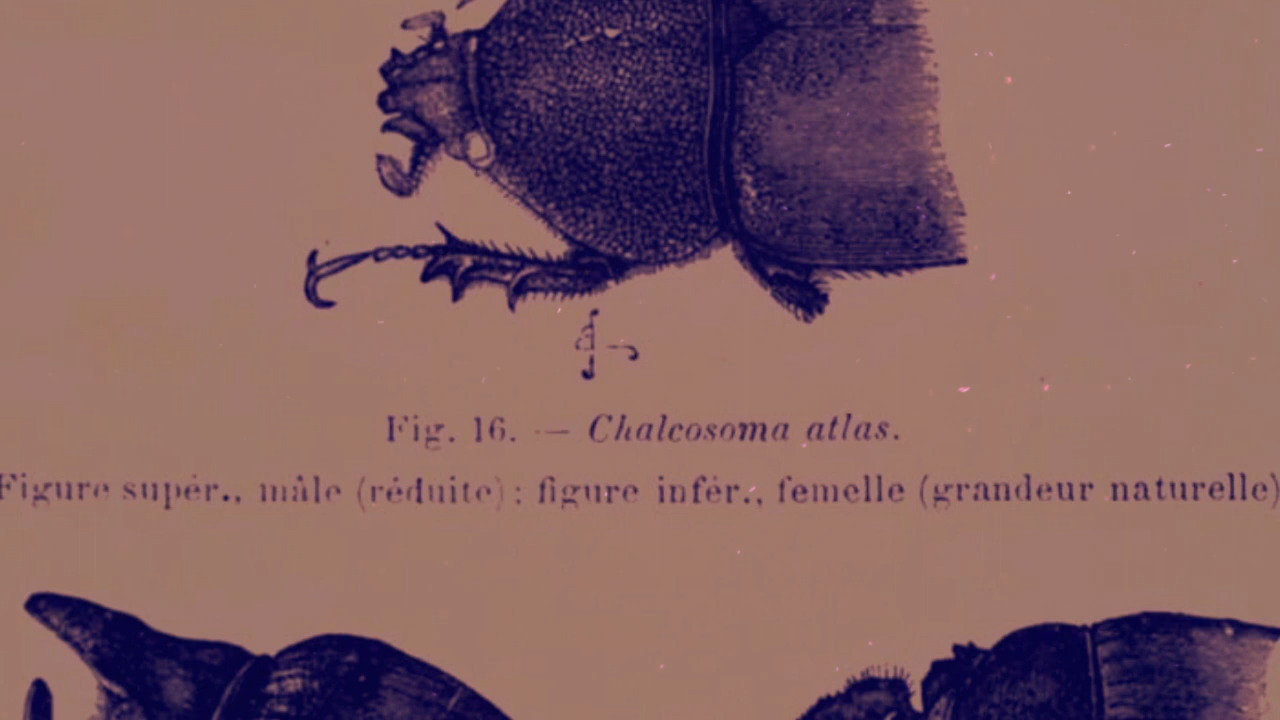 Fig. 16. — Chalcosoma atlas.
Figure supér., mâle (réduite) ; figure infér., femelle (grandeur naturelle)